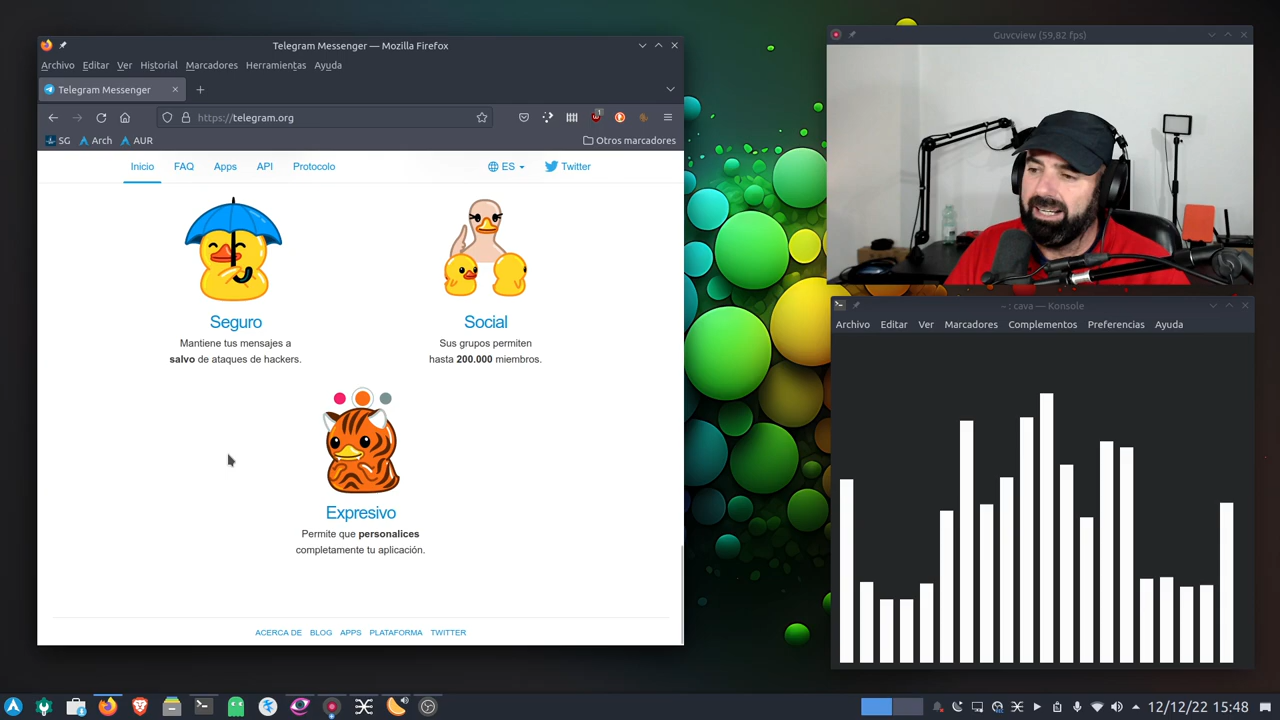 Telegram Messenger — Mozilla Firefox
Archivo Editar Ver Historial Marcadores Herramientas Ayuda
Telegram Messenger
https://telegram.org
1
SG Arch AUR Otros marcadores
Inicio FAQ Apps API Protocolo ES Twitter
Seguro
Mantiene tus mensajes a
salvo de ataques de hackers.
Social
Sus grupos permiten
hasta 200.000 miembros.
Expresivo
Permite que personalices
completamente tu aplicación.
ACERCA DE BLOG APPS PLATAFORMA TWITTER
Guvcview (59,82 fps)
~ : cava — Konsole
Archivo Editar Ver Marcadores Complementos Preferencias Ayuda
12/12/22 15:48